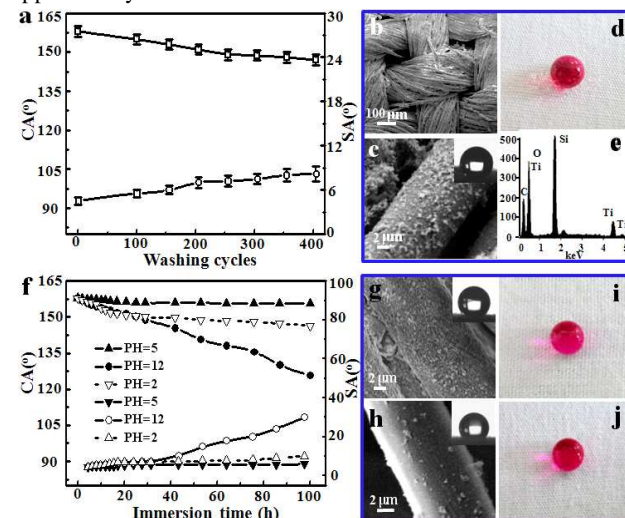 a
165
150
135
120
105
90
CA(º)
30
24
18
12
6
0
SA(º)
0 100 200 300 400
Washing cycles
b
100 μm
c
2 μm
d
e
500
400
300
200
100
0
C
O
Ti
Si
Ti
Ti
0 1 2 3 4 5
keV
f
165
150
135
120
105
90
CA(º)
100
80
60
40
20
0
SA(º)
PH=5
PH=12
PH=2
PH=5
PH=12
PH=2
0 20 40 60 80 100
Immersion time (h)
g
2 μm
h
2 μm
i
j